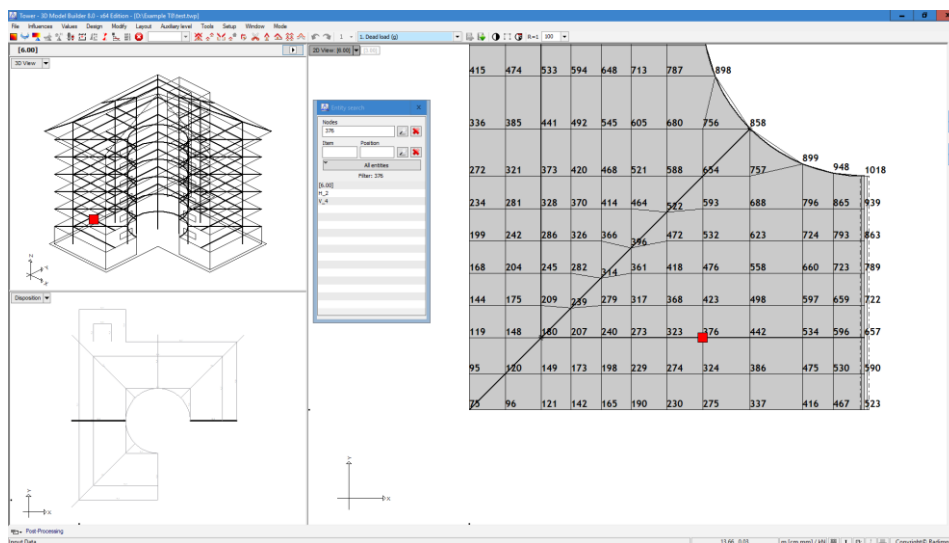 Tower - 3D Model Builder 8.0 - x64 Edition - [D:\Example T8\test.twp]
File Influences Values Design Modify Layout Auxiliary level Tools Setup Window Mode
1. Dead load (g)
R=1 100
[6.00]
3D View
2D View: [6.00] [3.00]
Entity search
Nodes
376
Item Position
All entities
Filter: 376
[6.00]
H_2
V_4
Disposition
415 474 533 594 648 713 787 898
336 385 441 492 545 605 680 756 858
899 948 1018
272 321 373 420 468 521 588 654 757
234 281 328 370 414 464 522 593 688 796 865 939
199 242 286 326 366 396 472 532 623 724 793 863
168 204 245 282 314 361 418 476 558 660 723 789
144 175 209 239 279 317 368 423 498 597 659 722
119 148 180 207 240 273 323 376 442 534 596 657
95 120 149 173 198 229 274 324 386 475 530 590
75 96 121 142 165 190 230 275 337 416 467 523
Post-Processing
Input Data